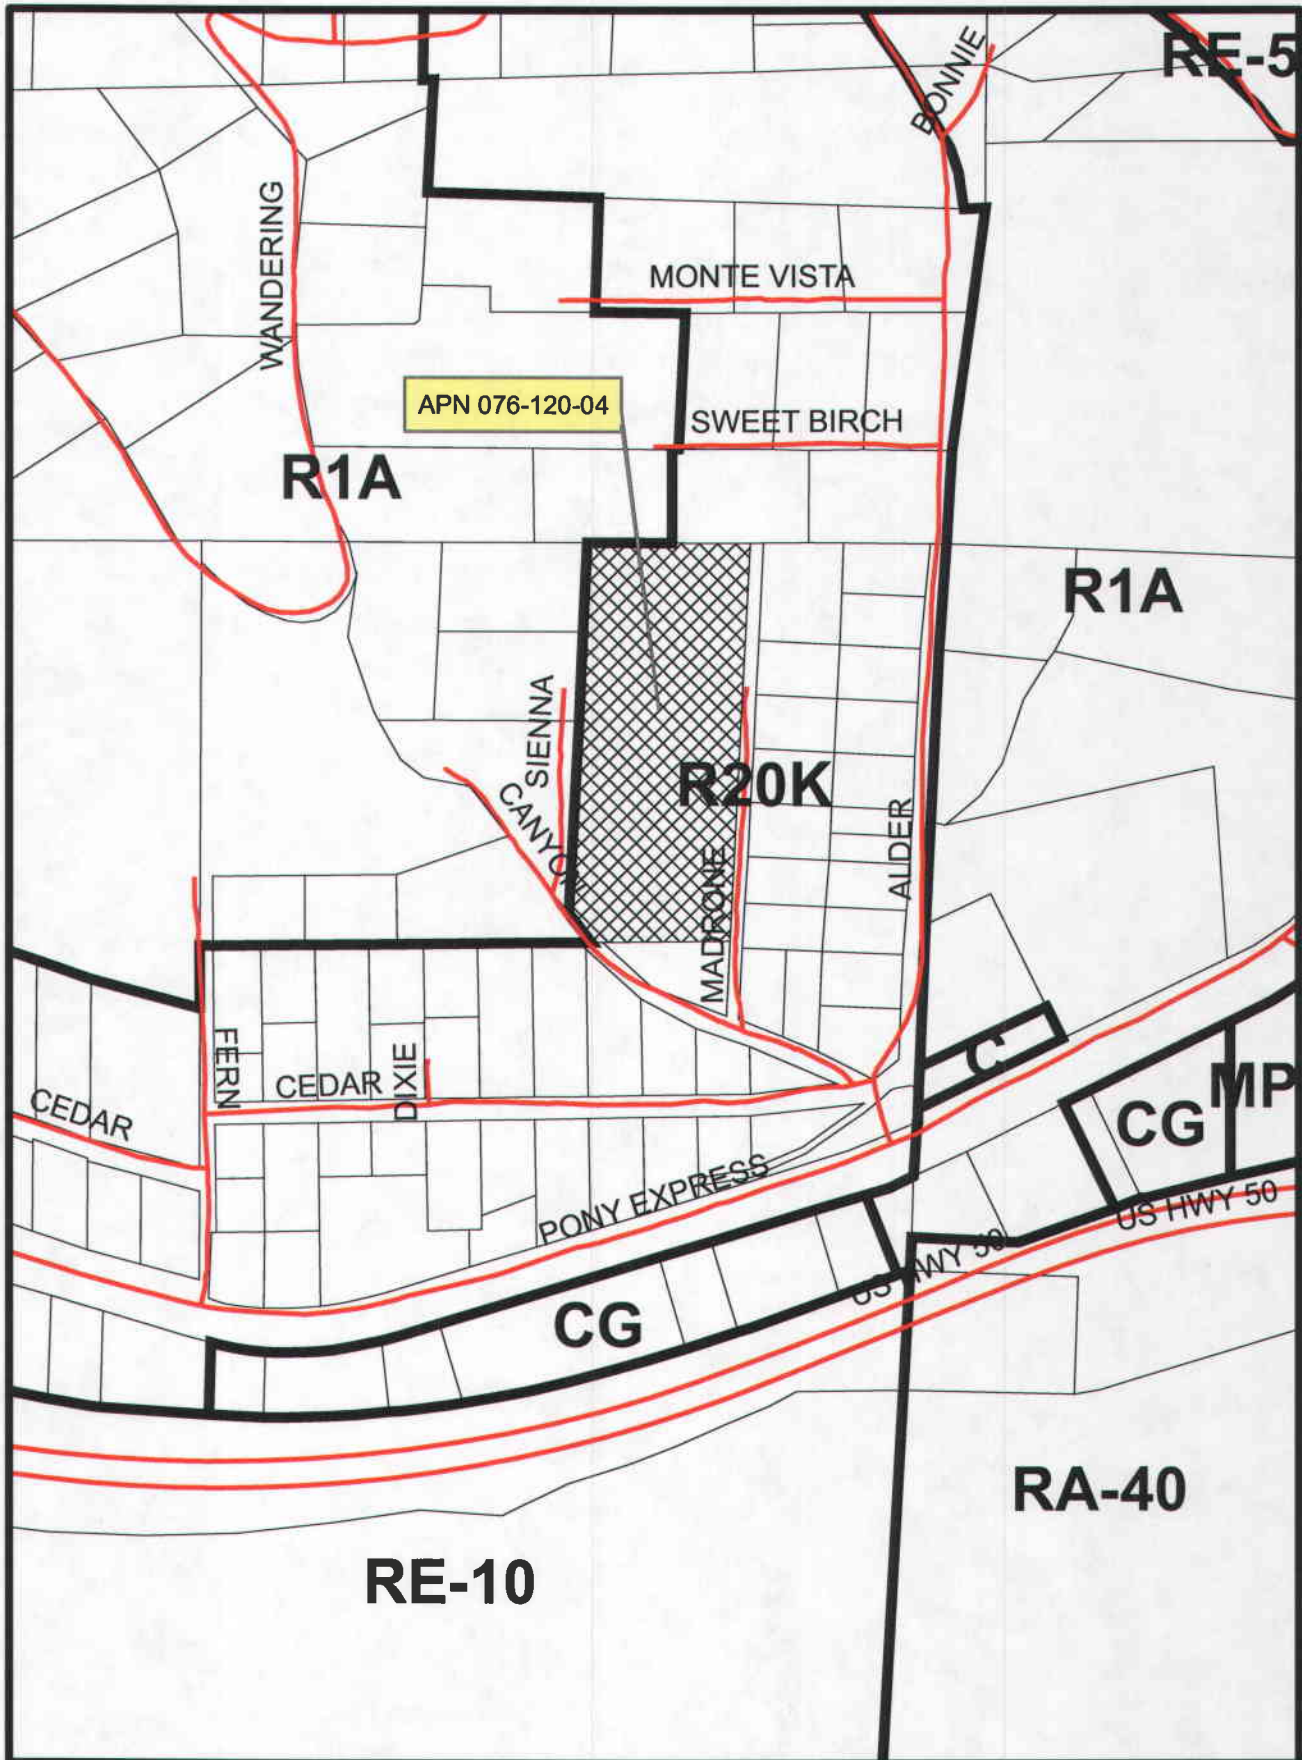 RE-5
BONNIE
WANDERING
MONTE VISTA
APN 076-120-04
SWEET BIRCH
R1A
R1A
SIENNA
CANYO
R20K
ALDER
MADRONE
FERN
CEDAR
DIXIE
C
MP
CEDAR
CG
PONY EXPRESS
US HWY 50
US HWY 50
CG
RA-40
RE-10